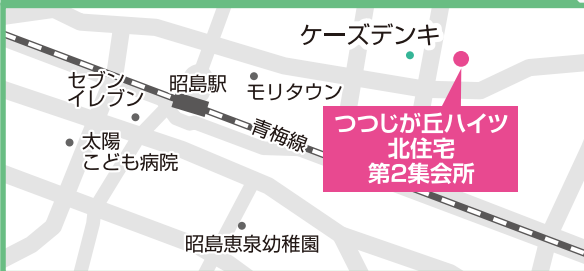 ケーズデンキ
セブン
イレブン
昭島駅
モリタウン
つつじが丘ハイツ
北住宅
第2集会所
青梅線
太陽
こども病院
昭島恵泉幼稚園